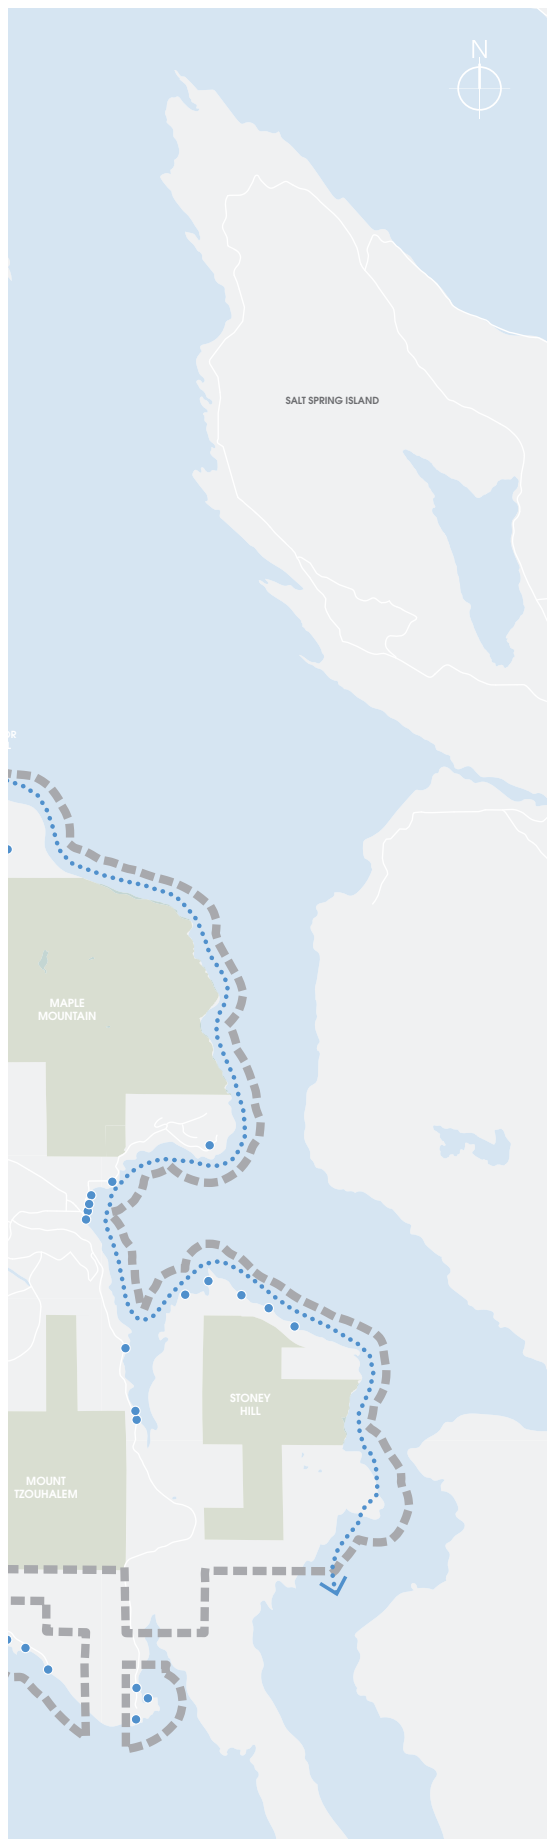 N
SALT SPRING ISLAND
MAPLE
MOUNTAIN
STONEY
HILL
MOUNT
TZOUHALEM